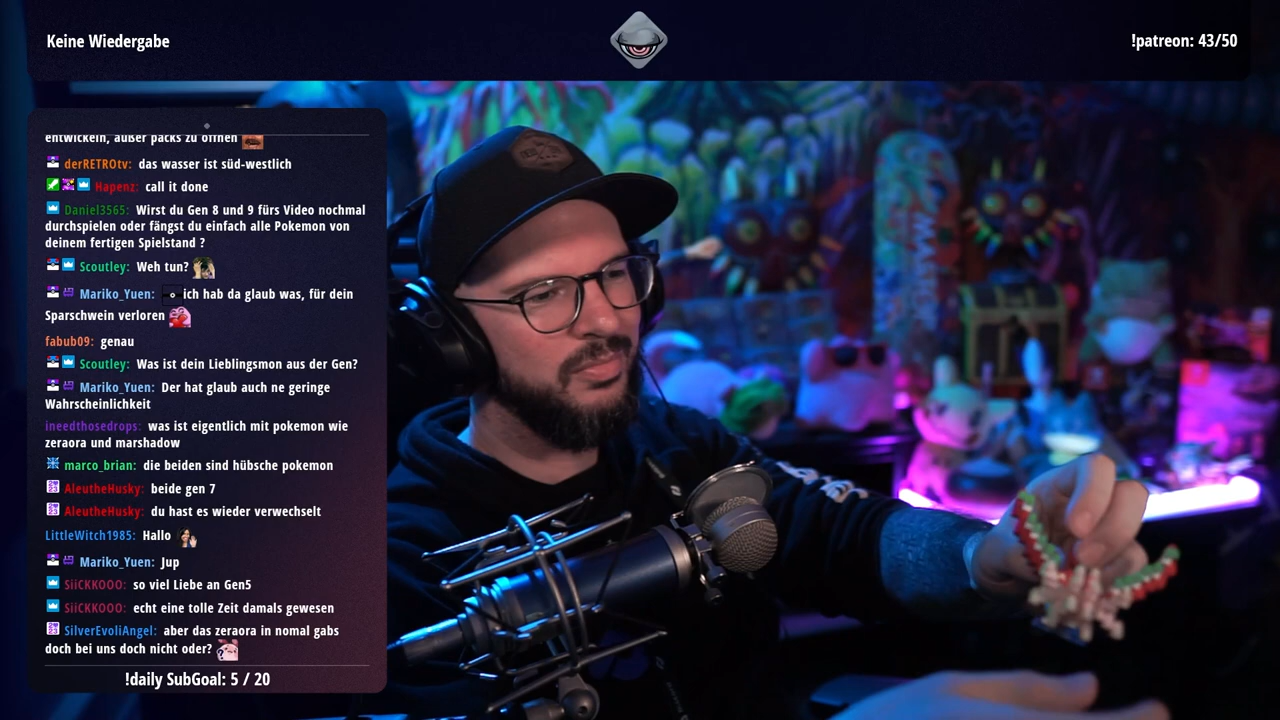 Keine Wiedergabe
!patreon: 43/50
entwickeln, außer packs zu öffnen
derRETROtv: das wasser ist süd-westlich
Hapenz: call it done
Daniel3565: Wirst du Gen 8 und 9 fürs Video nochmal
durchspielen oder fängst du einfach alle Pokemon von
deinem fertigen Spielstand ?
Scoutley: Weh tun?
Mariko_Yuen: ich hab da glaub was, für dein
Sparschwein verloren
fabub09: genau
Scoutley: Was ist dein Lieblingsmon aus der Gen?
Mariko_Yuen: Der hat glaub auch ne geringe
Wahrscheinlichkeit
ineedthosedrops: was ist eigentlich mit pokemon wie
zeraora und marshadow
marco_brian: die beiden sind hübsche pokemon
AleutheHusky: beide gen 7
AleutheHusky: du hast es wieder verwechselt
LittleWitch1985: Hallo
Mariko_Yuen: Jup
SiiCKKOOO: so viel Liebe an Gen5
SiiCKKOOO: echt eine tolle Zeit damals gewesen
SilverEvoliAngel: aber das zeraora in nomal gabs
doch bei uns doch nicht oder?
!daily SubGoal: 5 / 20